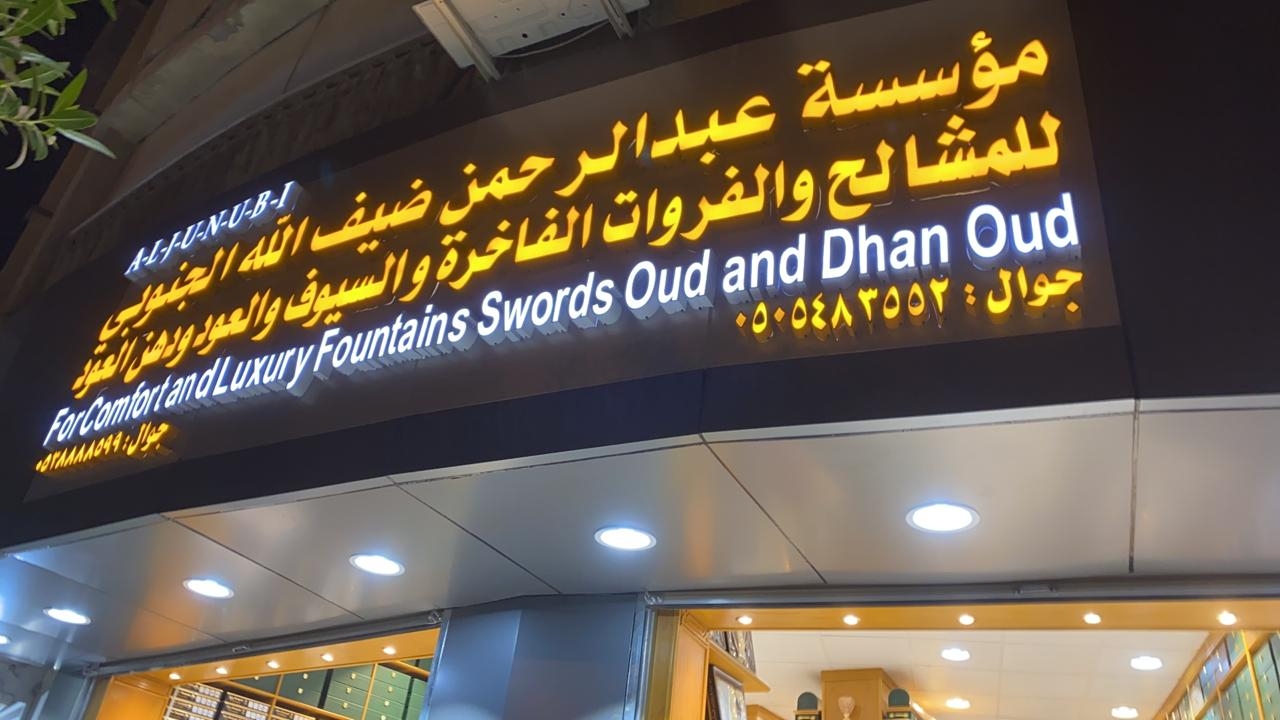 A-L-J-U-N-U-B-I
مؤسسة عبدالرحمن ضيف الله الجنوبي
للمشالح والفروات الفاخرة والسيوف والعود ودهن العود
For Comfort and Luxury Fountains Swords Oud and Dhan Oud
جوال : ٠٥٠٥٤٨٣٥٥٢
جوال : ٠٥٣٨٨٨٨٥٩٩